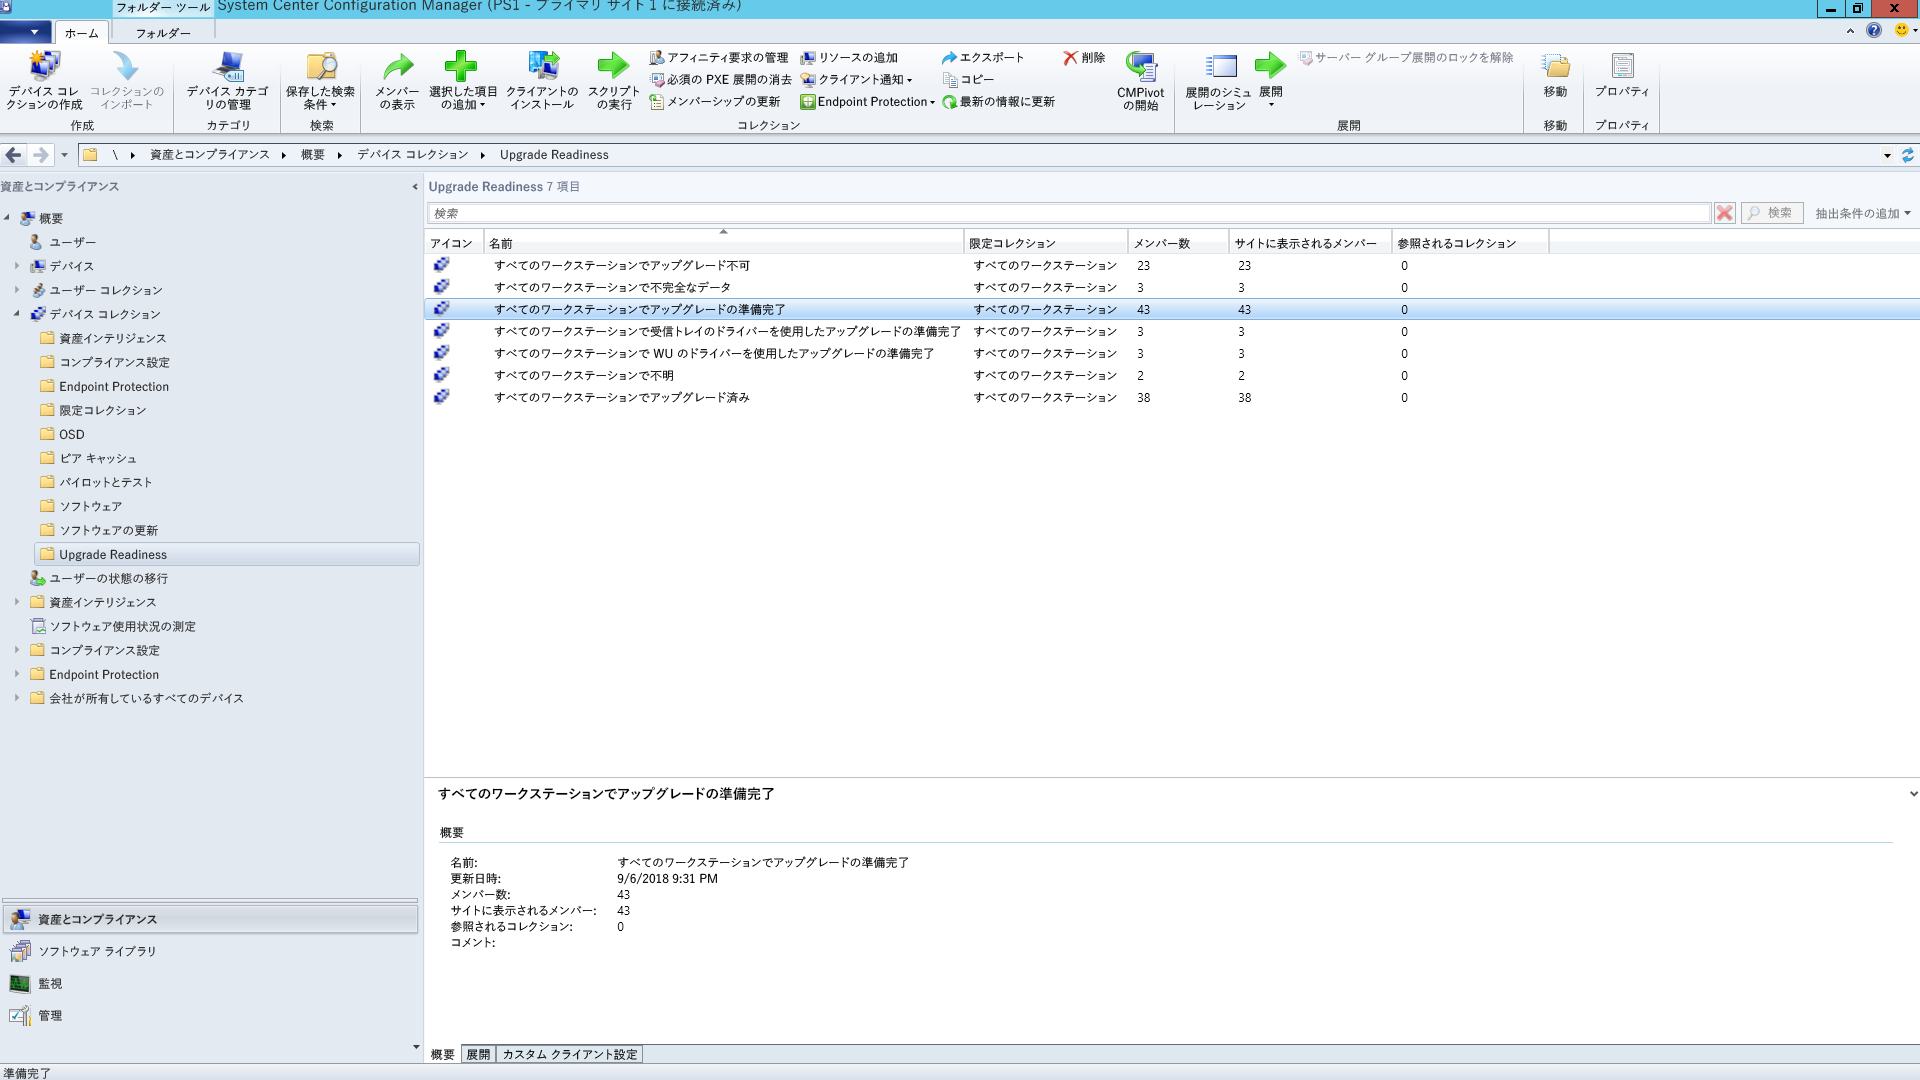 フォルダー ツール System Center Configuration Manager (PS1 - プライマリ サイト 1 に接続済み)
ホーム フォルダー
デバイス コレクションの作成
コレクションのインポート
作成
デバイス カテゴリの管理
カテゴリ
保存した検索条件
検索
メンバーの表示
選択した項目の追加
クライアントのインストール
スクリプトの実行
アフィニティ要求の管理
必須の PXE 展開の消去
メンバーシップの更新
リソースの追加
クライアント通知
Endpoint Protection
エクスポート
コピー
最新の情報に更新
削除
CMPivot の開始
コレクション
展開のシミュレーション
展開
サーバー グループ展開のロックを解除
展開
移動
移動
プロパティ
プロパティ
\ 資産とコンプライアンス 概要 デバイス コレクション Upgrade Readiness
資産とコンプライアンス
概要
ユーザー
デバイス
ユーザー コレクション
デバイス コレクション
資産インテリジェンス
コンプライアンス設定
Endpoint Protection
限定コレクション
OSD
ピア キャッシュ
パイロットとテスト
ソフトウェア
ソフトウェアの更新
Upgrade Readiness
ユーザーの状態の移行
資産インテリジェンス
ソフトウェア使用状況の測定
コンプライアンス設定
Endpoint Protection
会社が所有しているすべてのデバイス
資産とコンプライアンス
ソフトウェア ライブラリ
監視
管理
Upgrade Readiness 7 項目
検索 検索 抽出条件の追加
アイコン 名前 限定コレクション メンバー数 サイトに表示されるメンバー 参照されるコレクション
すべてのワークステーションでアップグレード不可 すべてのワークステーション 23 23 0
すべてのワークステーションで不完全なデータ すべてのワークステーション 3 3 0
すべてのワークステーションでアップグレードの準備完了 すべてのワークステーション 43 43 0
すべてのワークステーションで受信トレイのドライバーを使用したアップグレードの準備完了 すべてのワークステーション 3 3 0
すべてのワークステーションで WU のドライバーを使用したアップグレードの準備完了 すべてのワークステーション 3 3 0
すべてのワークステーションで不明 すべてのワークステーション 2 2 0
すべてのワークステーションでアップグレード済み すべてのワークステーション 38 38 0
すべてのワークステーションでアップグレードの準備完了
概要
名前: すべてのワークステーションでアップグレードの準備完了
更新日時: 9/6/2018 9:31 PM
メンバー数: 43
サイトに表示されるメンバー: 43
参照されるコレクション: 0
コメント:
概要 展開 カスタム クライアント設定
準備完了